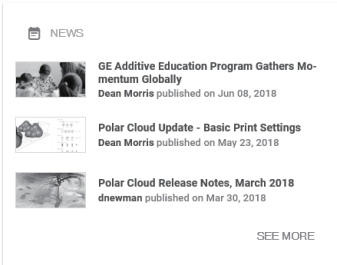 NEWS
GE Additive Education Program Gathers Mo-
mentum Globally
Dean Morris published on Jun 08, 2018
Polar Cloud Update - Basic Print Settings
Dean Morris published on May 23, 2018
Polar Cloud Release Notes, March 2018
dnewman published on Mar 30, 2018
SEE MORE